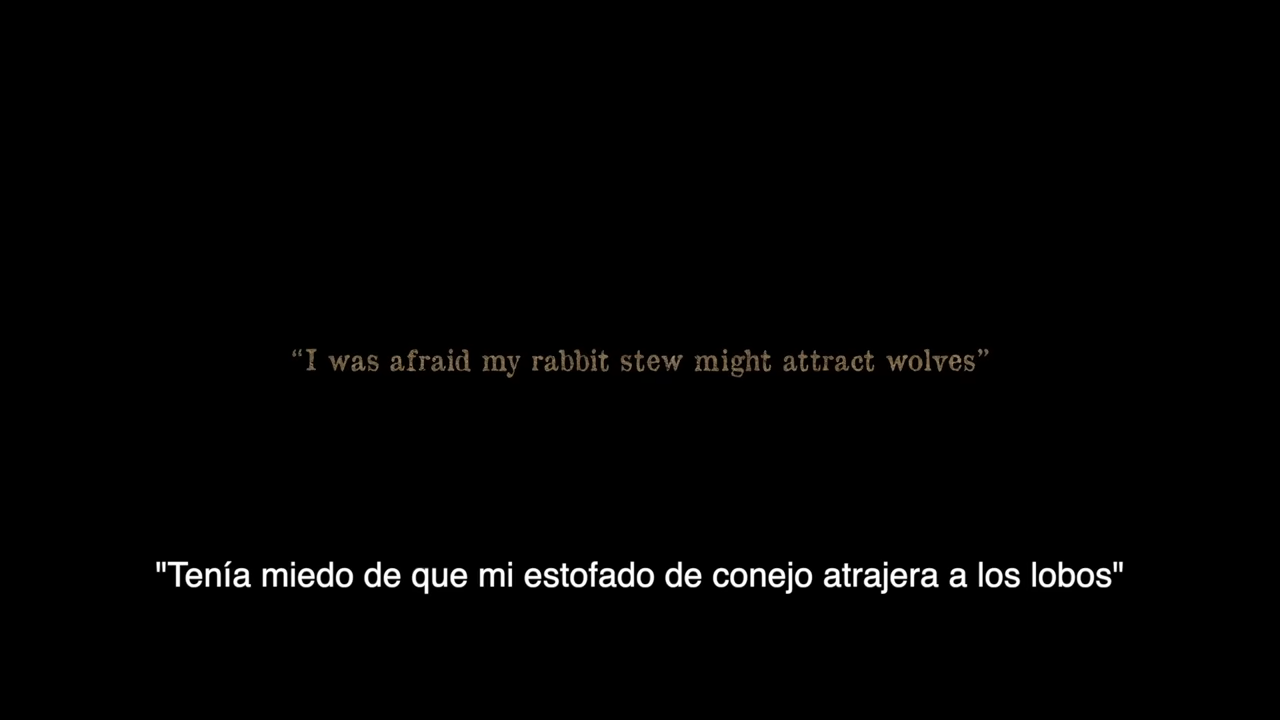 “I was afraid my rabbit stew might attract wolves”
"Tenía miedo de que mi estofado de conejo atrajera a los lobos"